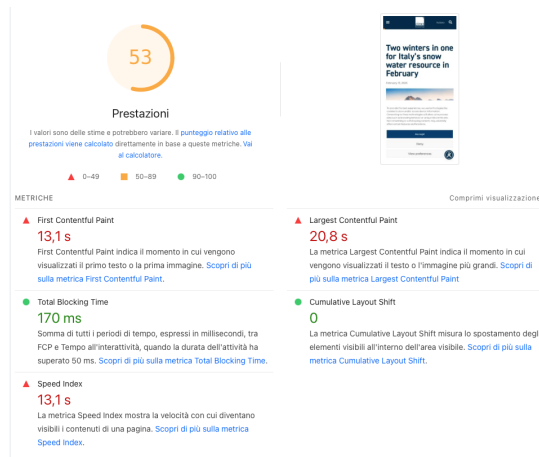 53
Prestazioni
I valori sono delle stime e potrebbero variare. Il punteggio relativo alle
prestazioni viene calcolato direttamente in base a queste metriche. Vai
al calcolatore.
0–49
50–89
90–100
Two winters in one
for Italy's snow
water resource in
February
METRICHE
Comprimi visualizzazione
First Contentful Paint
13,1 s
First Contentful Paint indica il momento in cui vengono
visualizzati il primo testo o la prima immagine. Scopri di più
sulla metrica First Contentful Paint.
Largest Contentful Paint
20,8 s
La metrica Largest Contentful Paint indica il momento in cui
vengono visualizzati il testo o l'immagine più grandi. Scopri di
più sulla metrica Largest Contentful Paint
Total Blocking Time
170 ms
Somma di tutti i periodi di tempo, espressi in millisecondi, tra
FCP e Tempo all'interattività, quando la durata dell'attività ha
superato 50 ms. Scopri di più sulla metrica Total Blocking Time.
Cumulative Layout Shift
0
La metrica Cumulative Layout Shift misura lo spostamento degl
elementi visibili all'interno dell'area visibile. Scopri di più sulla
metrica Cumulative Layout Shift.
Speed Index
13,1 s
La metrica Speed Index mostra la velocità con cui diventano
visibili i contenuti di una pagina. Scopri di più sulla metrica
Speed Index.